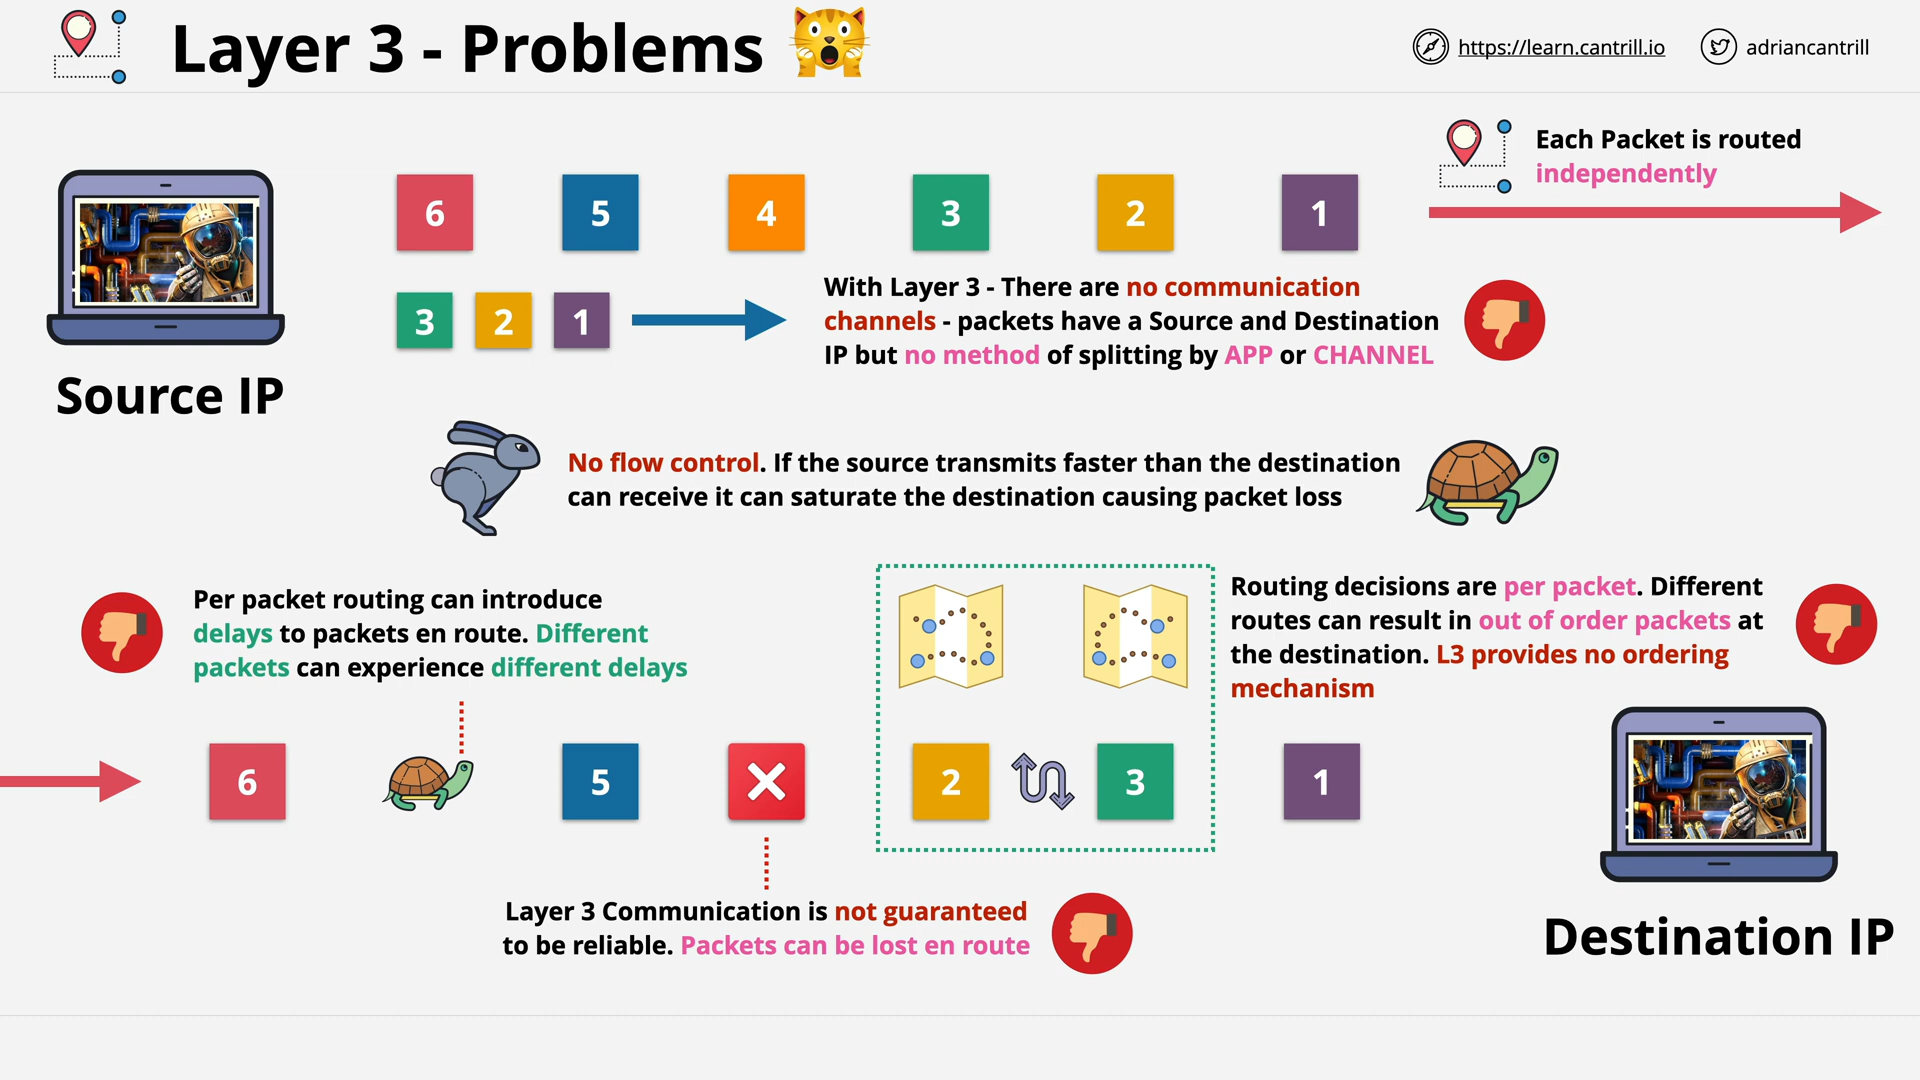 Layer 3 - Problems
https://learn.cantrill.io
adriancantrill
Each Packet is routed
independently
6 5 4 3 2 1
3 2 1
With Layer 3 - There are no communication
channels - packets have a Source and Destination
IP but no method of splitting by APP or CHANNEL
Source IP
No flow control. If the source transmits faster than the destination
can receive it can saturate the destination causing packet loss
Per packet routing can introduce
delays to packets en route. Different
packets can experience different delays
Routing decisions are per packet. Different
routes can result in out of order packets at
the destination. L3 provides no ordering
mechanism
6 5 2 3 1
Layer 3 Communication is not guaranteed
to be reliable. Packets can be lost en route
Destination IP